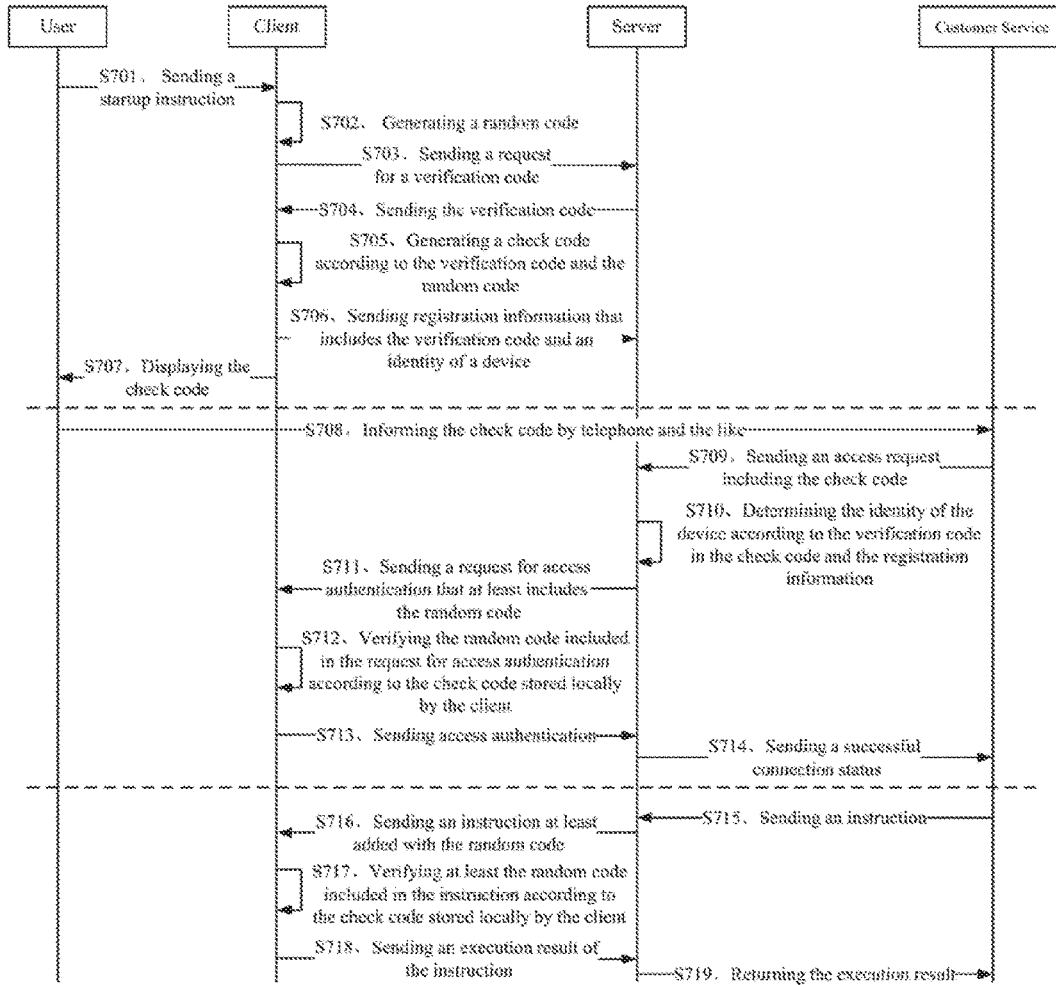 User
Client
Server
Customer Service
S701、 Sending a
startup instruction
S702、 Generating a random code
S703、Sending a request
for a verification code
S704、Sending the verification code
S705、Generating a check code
according to the verification code and the
random code
S706、Sending registration information that
includes the verification code and an
identity of a device
S707、Displaying the
check code
S708、Informing the check code by telephone and the like
S709、Sending an access request
including the check code
S710、Determining the identity of the
device according to the verification code
in the check code and the registration
information
S711、Sending a request for access
authentication that at least includes
the random code
S712、Verifying the random code included
in the request for access authentication
according to the check code stored locally
by the client
S713、Sending access authentication
S714、Sending a successful
connection status
S715、Sending an instruction
S716、Sending an instruction at least
added with the random code
S717、Verifying at least the random code
included in the instruction according to
the check code stored locally by the client
S718、Sending an execution result of
the instruction
S719、Returning the execution result